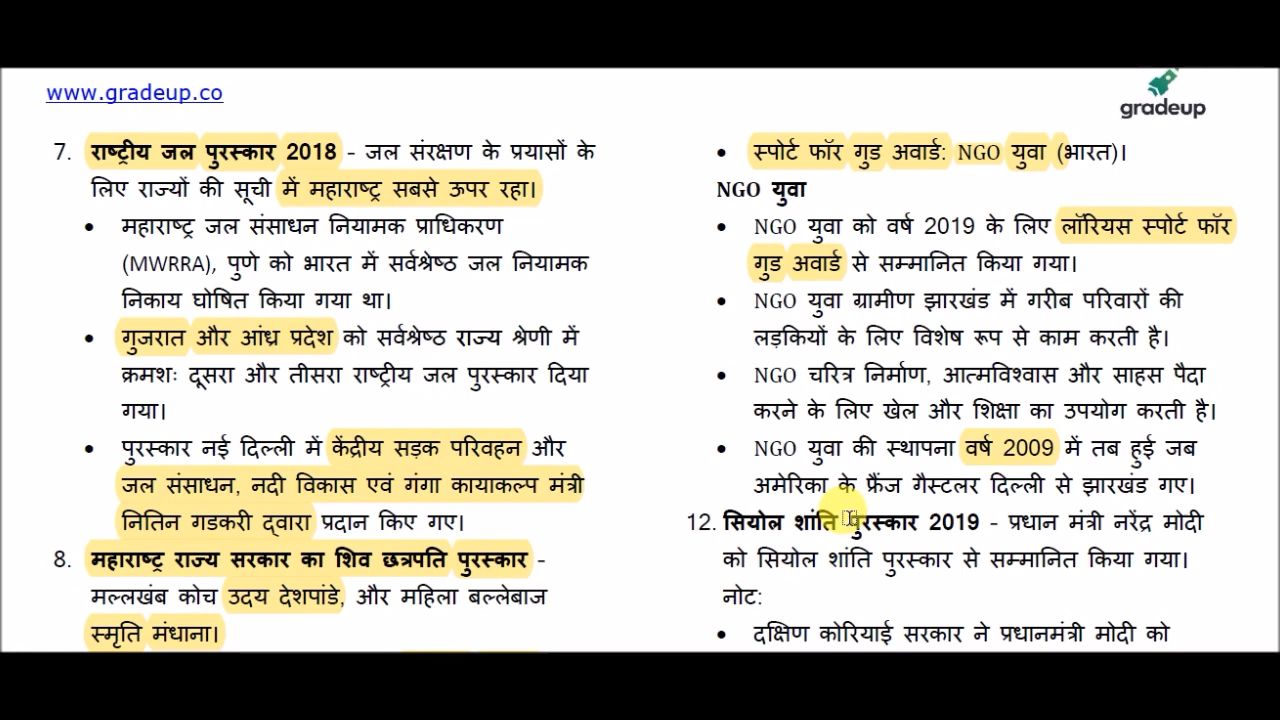 www.gradeup.co
gradeup
7. राष्ट्रीय जल पुरस्कार 2018 - जल संरक्षण के प्रयासों के
लिए राज्यों की सूची में महाराष्ट्र सबसे ऊपर रहा।
• महाराष्ट्र जल संसाधन नियामक प्राधिकरण
(MWRRA), पुणे को भारत में सर्वश्रेष्ठ जल नियामक
निकाय घोषित किया गया था।
• गुजरात और आंध्र प्रदेश को सर्वश्रेष्ठ राज्य श्रेणी में
क्रमशः दूसरा और तीसरा राष्ट्रीय जल पुरस्कार दिया
गया।
• पुरस्कार नई दिल्ली में केंद्रीय सड़क परिवहन और
जल संसाधन, नदी विकास एवं गंगा कायाकल्प मंत्री
नितिन गडकरी द्वारा प्रदान किए गए।
8. महाराष्ट्र राज्य सरकार का शिव छत्रपति पुरस्कार -
मल्लखंब कोच उदय देशपांडे, और महिला बल्लेबाज
स्मृति मंधाना।
• स्पोर्ट फॉर गुड अवार्ड: NGO युवा (भारत)।
NGO युवा
• NGO युवा को वर्ष 2019 के लिए लॉरियस स्पोर्ट फॉर
गुड अवार्ड से सम्मानित किया गया।
• NGO युवा ग्रामीण झारखंड में गरीब परिवारों की
लड़कियों के लिए विशेष रूप से काम करती है।
• NGO चरित्र निर्माण, आत्मविश्वास और साहस पैदा
करने के लिए खेल और शिक्षा का उपयोग करती है।
• NGO युवा की स्थापना वर्ष 2009 में तब हुई जब
अमेरिका के फ्रैंज गैस्टलर दिल्ली से झारखंड गए।
12. सियोल शांति पुरस्कार 2019 - प्रधान मंत्री नरेंद्र मोदी
को सियोल शांति पुरस्कार से सम्मानित किया गया।
नोट:
• दक्षिण कोरियाई सरकार ने प्रधानमंत्री मोदी को